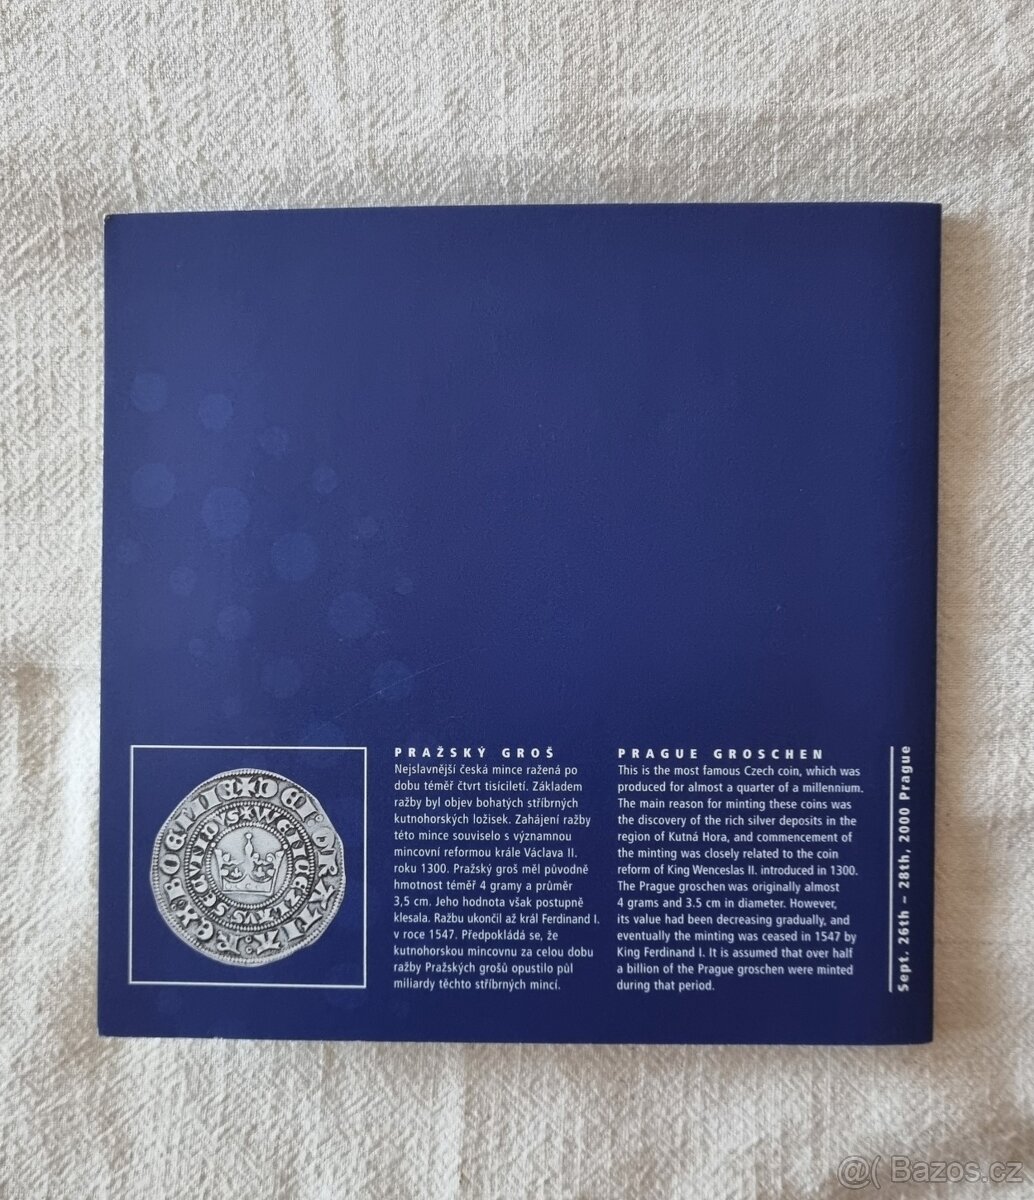 PRAŽSKÝ GROŠ
Nejslavnější česká mince ražená po
dobu téměř čtvrt tisíciletí. Základem
ražby byl objev bohatých stříbrných
kutnohorských ložisek. Zahájení ražby
této mince souviselo s významnou
mincovní reformou krále Václava II.
roku 1300. Pražský groš měl původně
hmotnost téměř 4 gramy a průměr
3,5 cm. Jeho hodnota však postupně
klesala. Ražbu ukončil až král Ferdinand I.
v roce 1547. Předpokládá se, že
kutnohorskou mincovnu za celou dobu
ražby Pražských grošů opustilo půl
miliardy těchto stříbrných mincí.
PRAGUE GROSCHEN
This is the most famous Czech coin, which was
produced for almost a quarter of a millennium.
The main reason for minting these coins was
the discovery of the rich silver deposits in the
region of Kutná Hora, and commencement of
the minting was closely related to the coin
reform of King Wenceslas II. introduced in 1300.
The Prague groschen was originally almost
4 grams and 3.5 cm in diameter. However,
its value had been decreasing gradually, and
eventually the minting was ceased in 1547 by
King Ferdinand I. It is assumed that over half
a billion of the Prague groschen were minted
during that period.
Sept. 26th – 28th, 2000 Prague
@( Bazos.cz